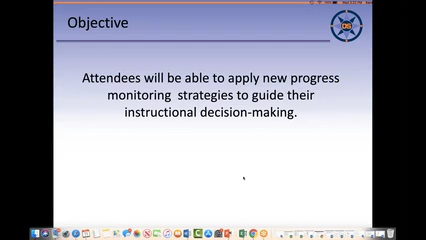 Objective
Attendees will be able to apply new progress
monitoring strategies to guide their
instructional decision-making.